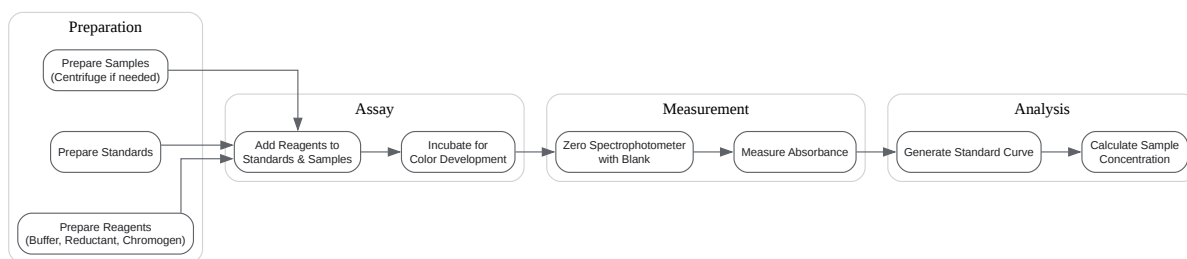 Preparation
Prepare Samples
(Centrifuge if needed)
Prepare Standards
Prepare Reagents
(Buffer, Reductant, Chromogen)
Assay
Add Reagents to
Standards & Samples
Incubate for
Color Development
Measurement
Zero Spectrophotometer
with Blank
Measure Absorbance
Analysis
Generate Standard Curve
Calculate Sample
Concentration